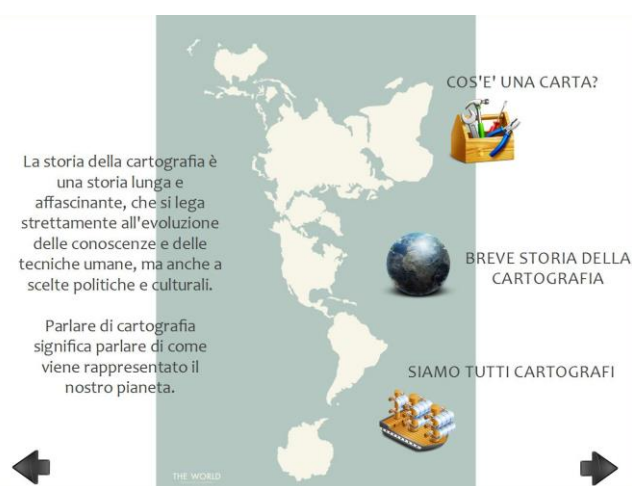 COS'E' UNA CARTA?
La storia della cartografia è
una storia lunga e
affascinante, che si lega
strettamente all'evoluzione
delle conoscenze e delle
tecniche umane, ma anche a
scelte politiche e culturali.
Parlare di cartografia
significa parlare di come
viene rappresentato il
nostro pianeta.
BREVE STORIA DELLA
CARTOGRAFIA
SIAMO TUTTI CARTOGRAFI
THE WORLD